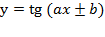 y = tg (ax ± b)